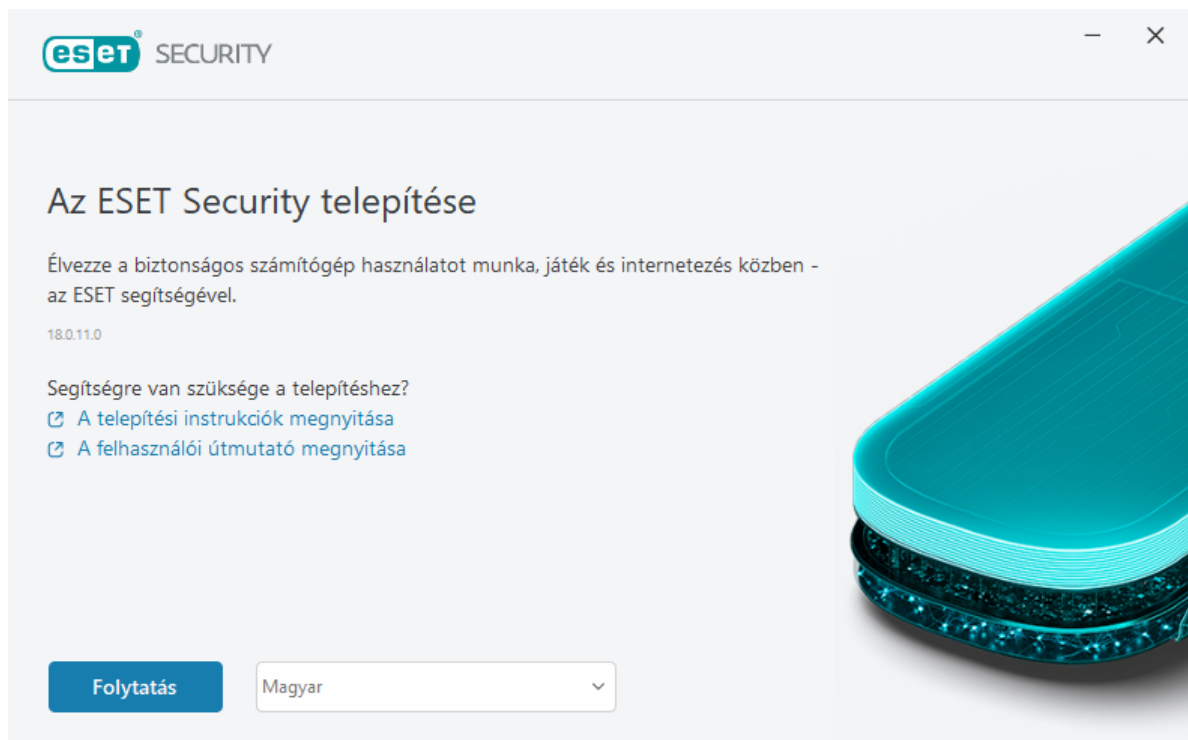 eset® SECURITY
Az ESET Security telepítése
Élvezze a biztonságos számítógép használatot munka, játék és internetezés közben -
az ESET segítségével.
18.0.11.0
Segítségre van szüksége a telepítéshez?
A telepítési instrukciók megnyitása
A felhasználói útmutató megnyitása
Folytatás
Magyar